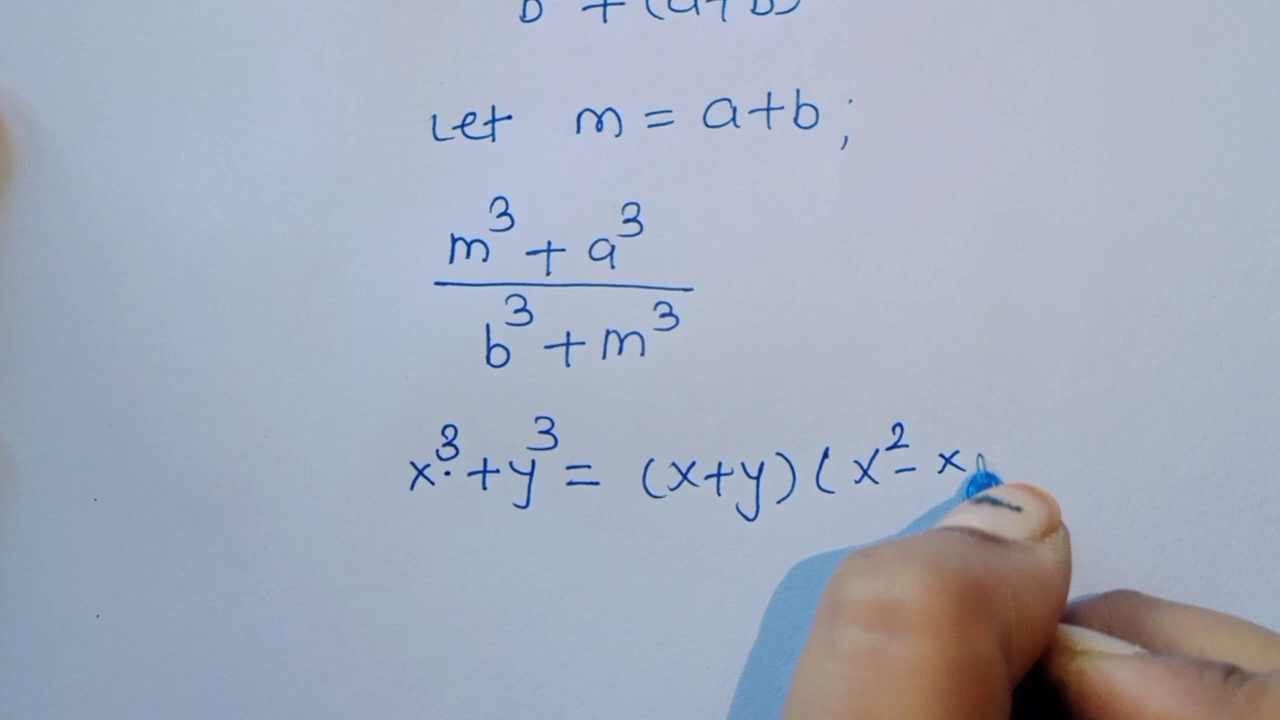 b + (a+b)
Let m = a+b ;
m³ + a³
b³ + m³
x³ + y³ = (x+y) ( x² - x